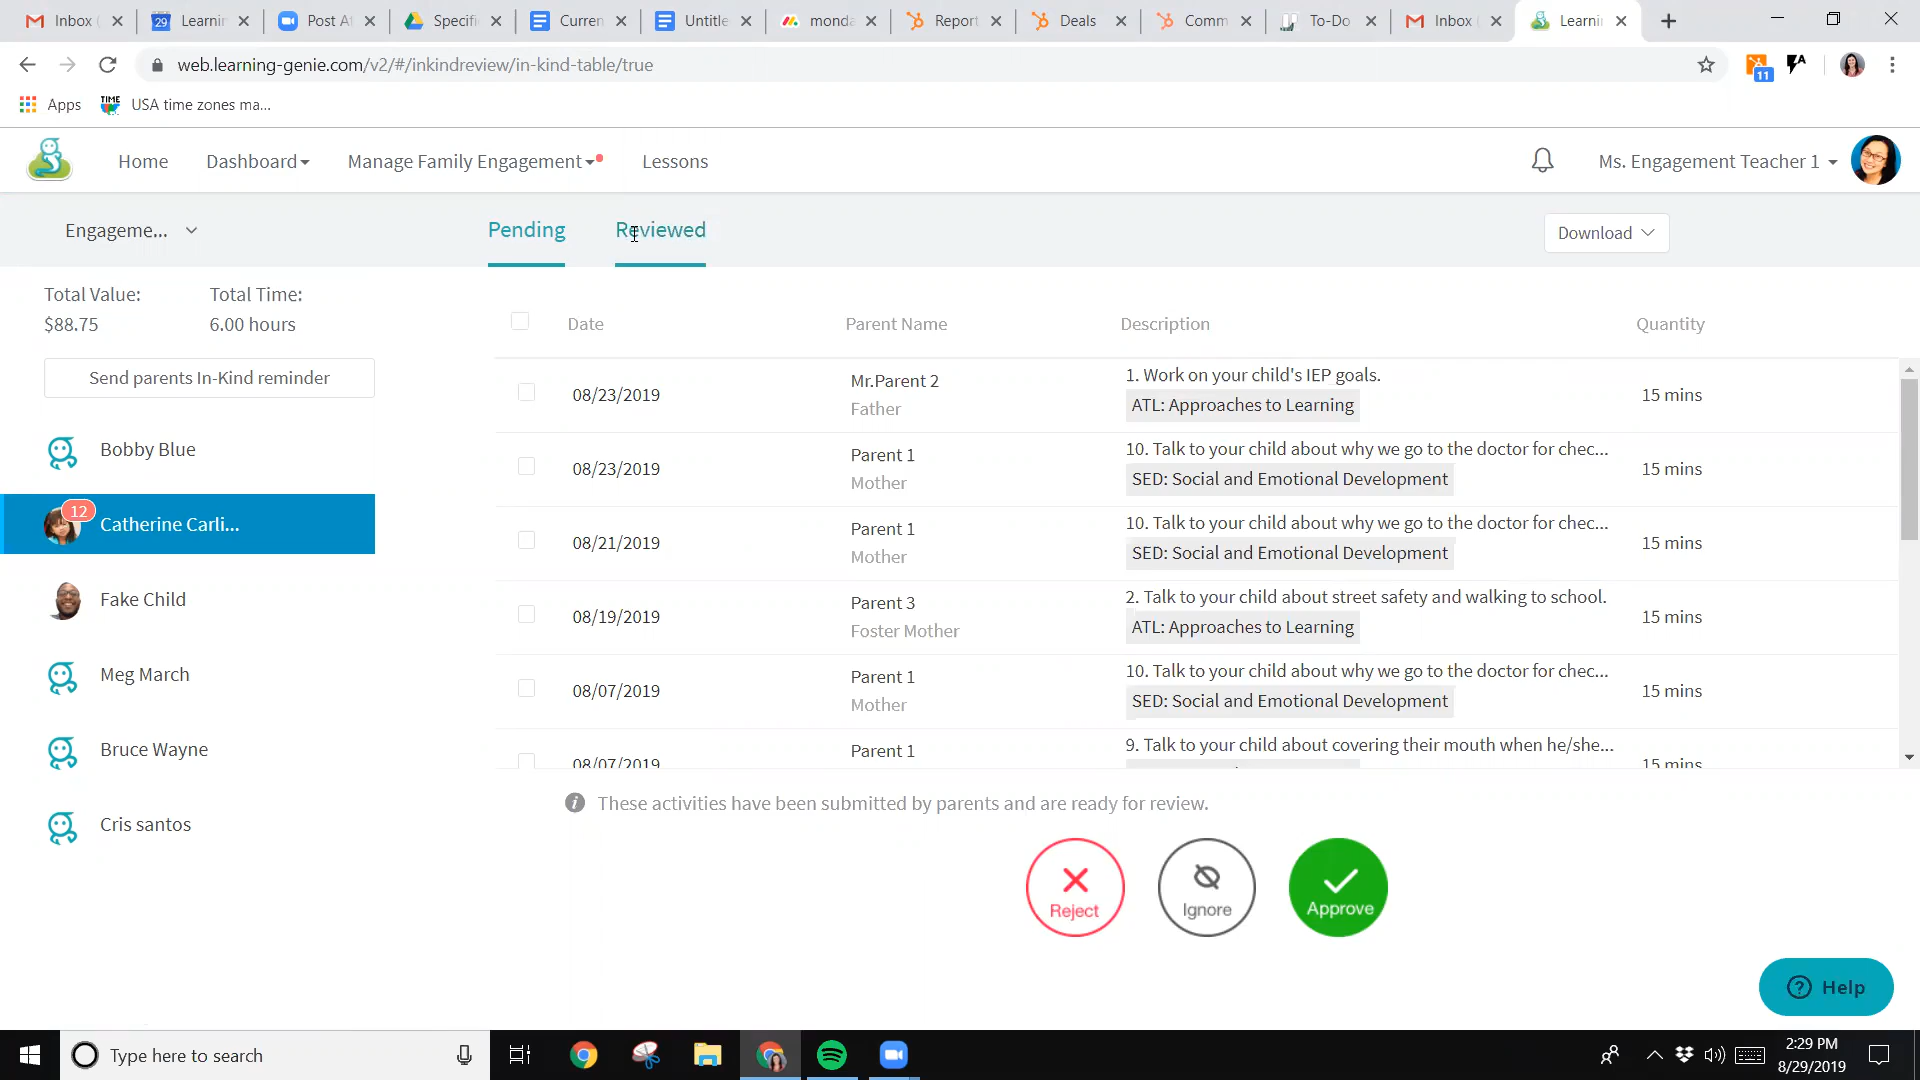 Inbox (
Learnin
Post At
Specifi
Curren
Untitle
monda
Report
Deals
Comm
To-Do
Inbox (
Learnin
web.learning-genie.com/v2/#/inkindreview/in-kind-table/true
11
Apps
TIME
USA time zones ma...
Home
Dashboard
Manage Family Engagement
Lessons
Ms. Engagement Teacher 1
Engageme...
Pending
Reviewed
Download
Total Value:
Total Time:
$88.75
6.00 hours
Send parents In-Kind reminder
Bobby Blue
12
Catherine Carli...
Fake Child
Meg March
Bruce Wayne
Cris santos
Date
Parent Name
Description
Quantity
08/23/2019
Mr.Parent 2
Father
1. Work on your child's IEP goals.
ATL: Approaches to Learning
15 mins
08/23/2019
Parent 1
Mother
10. Talk to your child about why we go to the doctor for chec...
SED: Social and Emotional Development
15 mins
08/21/2019
Parent 1
Mother
10. Talk to your child about why we go to the doctor for chec...
SED: Social and Emotional Development
15 mins
08/19/2019
Parent 3
Foster Mother
2. Talk to your child about street safety and walking to school.
ATL: Approaches to Learning
15 mins
08/07/2019
Parent 1
Mother
10. Talk to your child about why we go to the doctor for chec...
SED: Social and Emotional Development
15 mins
08/07/2019
Parent 1
9. Talk to your child about covering their mouth when he/she...
15 mins
These activities have been submitted by parents and are ready for review.
Reject
Ignore
Approve
Help
Type here to search
2:29 PM
8/29/2019